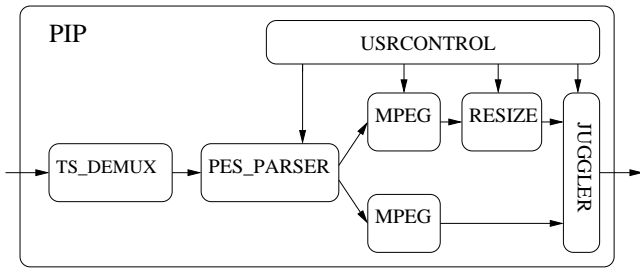 PIP
USRCONTROL
MPEG
RESIZE
JUGGLER
TS_DEMUX
PES_PARSER
MPEG